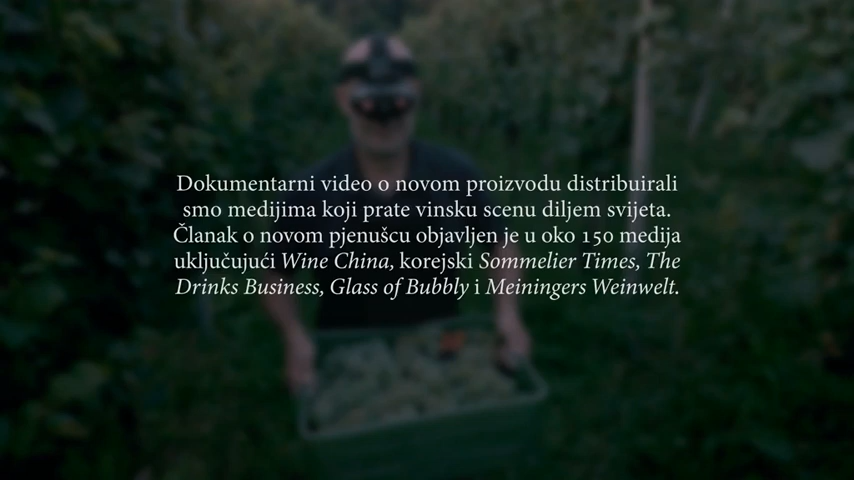 Dokumentarni video o novom proizvodu distribuirali
smo medijima koji prate vinsku scenu diljem svijeta.
Članak o novom pjenušcu objavljen je u oko 150 medija
uključujući Wine China, korejski Sommelier Times, The
Drinks Business, Glass of Bubbly i Meiningers Weinwelt.